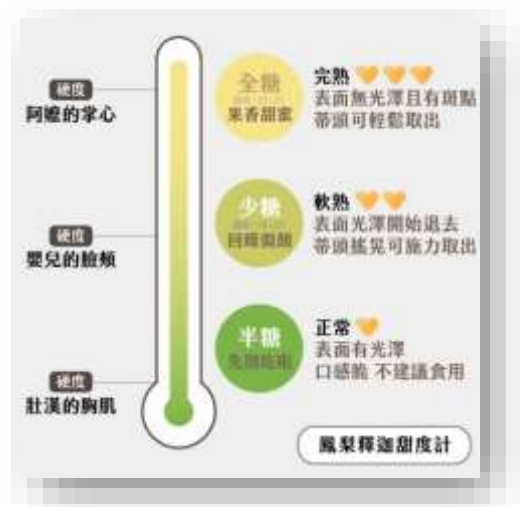 硬度
阿嬤的掌心
全糖
果香甜蜜
完熟
表面無光澤且有斑點
蒂頭可輕鬆取出
硬度
嬰兒的臉頰
少糖
軟熟
表面光澤開始退去
蒂頭搖晃可施力取出
硬度
壯漢的胸肌
半糖
正常
表面有光澤
口感脆 不建議食用
鳳梨釋迦甜度計